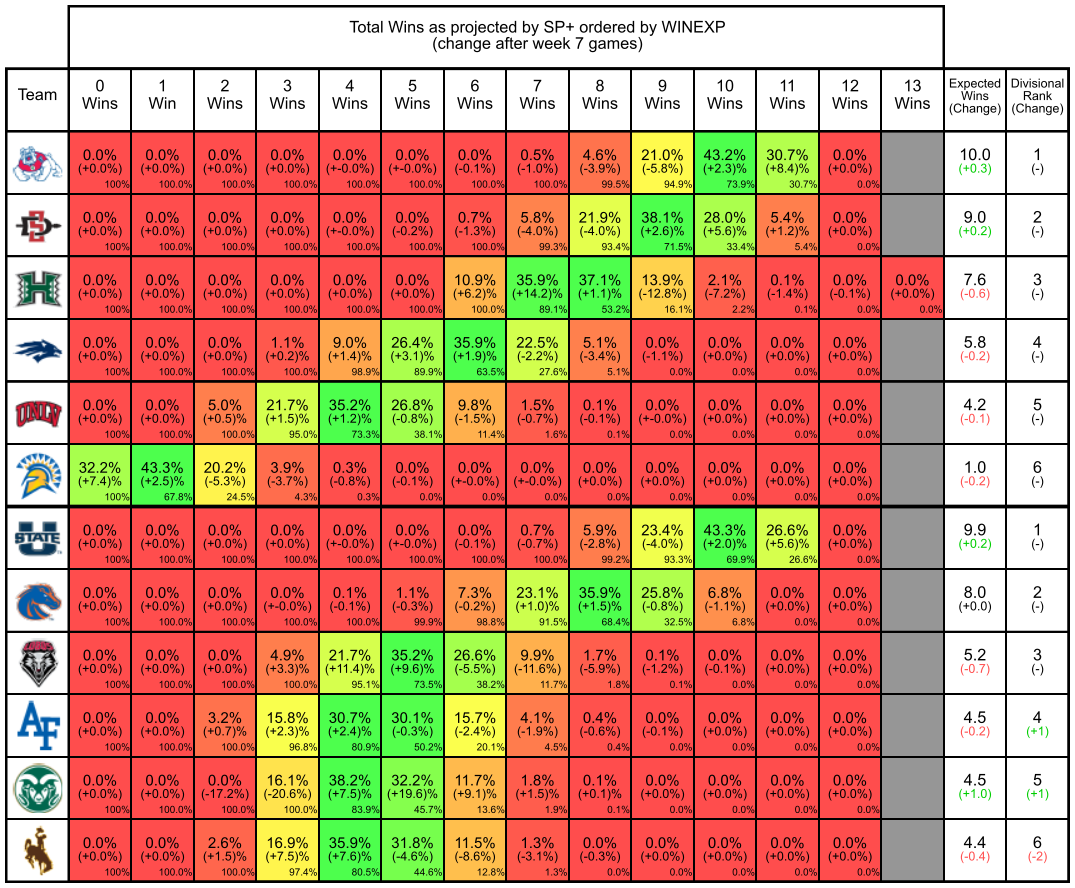 Total Wins as projected by SP+ ordered by WINEXP
(change after week 7 games)
Team 0 Wins 1 Win 2 Wins 3 Wins 4 Wins 5 Wins 6 Wins 7 Wins 8 Wins 9 Wins 10 Wins 11 Wins 12 Wins 13 Wins Expected Wins (Change) Divisional Rank (Change)
0.0% 0.0% 0.0% 0.0% 0.0% 0.0% 0.0% 0.5% 4.6% 21.0% 43.2% 30.7% 0.0% 10.0 1
(+0.0%) (+0.0%) (+0.0%) (+0.0%) (+0.0%) (+-0.0%) (-0.1%) (-1.0%) (-3.9%) (-5.8%) (+2.3%) (+8.4%) (+0.0%) (+0.3) (-)
100% 100.0% 100.0% 100.0% 100.0% 100.0% 100.0% 100.0% 99.5% 94.9% 73.9% 30.7% 0.0%
SD
0.0% 0.0% 0.0% 0.0% 0.0% 0.0% 0.7% 5.8% 21.9% 38.1% 28.0% 5.4% 0.0% 9.0 2
(+0.0%) (+0.0%) (+0.0%) (+0.0%) (+-0.0%) (-0.2%) (-1.3%) (-4.0%) (-4.0%) (+2.6%) (+5.6%) (+1.2%) (+0.0%) (+0.2) (-)
100% 100.0% 100.0% 100.0% 100.0% 100.0% 100.0% 99.3% 93.4% 71.5% 33.4% 5.4% 0.0%
H
0.0% 0.0% 0.0% 0.0% 0.0% 0.0% 10.9% 35.9% 37.1% 13.9% 2.1% 0.1% 0.0% 0.0% 7.6 3
(+0.0%) (+0.0%) (+0.0%) (+0.0%) (+0.0%) (+0.0%) (+6.2%) (+14.2%) (+1.1%) (-12.8%) (-7.2%) (-1.4%) (-0.1%) (+0.0%) (-0.6) (-)
100% 100.0% 100.0% 100.0% 100.0% 100.0% 100.0% 89.1% 53.2% 16.1% 2.2% 0.1% 0.0% 0.0%
0.0% 0.0% 0.0% 1.1% 9.0% 26.4% 35.9% 22.5% 5.1% 0.0% 0.0% 0.0% 0.0% 5.8 4
(+0.0%) (+0.0%) (+0.0%) (+0.2%) (+1.4)% (+3.1)% (+1.9)% (-2.2%) (-3.4%) (-1.1%) (+0.0%) (+0.0%) (+0.0%) (-0.2) (-)
100% 100.0% 100.0% 100.0% 98.9% 89.9% 63.5% 27.6% 5.1% 0.0% 0.0% 0.0% 0.0%
UNLV
0.0% 0.0% 5.0% 21.7% 35.2% 26.8% 9.8% 1.5% 0.1% 0.0% 0.0% 0.0% 0.0% 4.2 5
(+0.0%) (+0.0%) (+0.5)% (+1.5)% (+1.2)% (-0.8%) (-1.5%) (-0.7%) (-0.1%) (+-0.0%) (+0.0%) (+0.0%) (+0.0%) (-0.1) (-)
100% 100.0% 100.0% 95.0% 73.3% 38.1% 11.4% 1.6% 0.1% 0.0% 0.0% 0.0% 0.0%
32.2% 43.3% 20.2% 3.9% 0.3% 0.0% 0.0% 0.0% 0.0% 0.0% 0.0% 0.0% 0.0% 1.0 6
(+7.4)% (+2.5)% (-5.3%) (-3.7%) (-0.8%) (-0.1%) (+-0.0%) (+-0.0%) (+0.0%) (+0.0%) (+0.0%) (+0.0%) (+0.0%) (-0.2) (-)
100% 67.8% 24.5% 4.3% 0.3% 0.0% 0.0% 0.0% 0.0% 0.0% 0.0% 0.0% 0.0%
U STATE
0.0% 0.0% 0.0% 0.0% 0.0% 0.0% 0.0% 0.7% 5.9% 23.4% 43.3% 26.6% 0.0% 9.9 1
(+0.0%) (+0.0%) (+0.0%) (+0.0%) (+-0.0%) (+-0.0%) (-0.1%) (-0.7%) (-2.8%) (-4.0%) (+2.0%) (+5.6%) (+0.0%) (+0.2) (-)
100% 100.0% 100.0% 100.0% 100.0% 100.0% 100.0% 100.0% 99.2% 93.3% 69.9% 26.6% 0.0%
0.0% 0.0% 0.0% 0.0% 0.1% 1.1% 7.3% 23.1% 35.9% 25.8% 6.8% 0.0% 0.0% 8.0 2
(+0.0%) (+0.0%) (+0.0%) (+-0.0%) (-0.1%) (-0.3%) (-0.2%) (+1.0%) (+1.5%) (-0.8%) (-1.1%) (+0.0%) (+0.0%) (+0.0) (-)
100% 100.0% 100.0% 100.0% 100.0% 99.9% 98.8% 91.5% 68.4% 32.5% 6.8% 0.0% 0.0%
LOBOS
0.0% 0.0% 0.0% 4.9% 21.7% 35.2% 26.6% 9.9% 1.7% 0.1% 0.0% 0.0% 0.0% 5.2 3
(+0.0%) (+0.0%) (+0.0%) (+3.3%) (+11.4%) (+9.6%) (-5.5%) (-11.6%) (-5.9%) (-1.2%) (-0.1%) (+0.0%) (+0.0%) (-0.7) (-)
100% 100.0% 100.0% 100.0% 95.1% 73.5% 38.2% 11.7% 1.8% 0.1% 0.0% 0.0% 0.0%
AF
0.0% 0.0% 3.2% 15.8% 30.7% 30.1% 15.7% 4.1% 0.4% 0.0% 0.0% 0.0% 0.0% 4.5 4
(+0.0%) (+0.0%) (+0.7%) (+2.3%) (+2.4%) (-0.3%) (-2.4%) (-1.9%) (-0.6%) (-0.1%) (+0.0%) (+0.0%) (+0.0%) (-0.2) (+1)
100% 100.0% 100.0% 96.8% 80.9% 50.2% 20.1% 4.5% 0.4% 0.0% 0.0% 0.0% 0.0%
0.0% 0.0% 0.0% 16.1% 38.2% 32.2% 11.7% 1.8% 0.1% 0.0% 0.0% 0.0% 0.0% 4.5 5
(+0.0%) (+0.0%) (-17.2%) (-20.6%) (+7.5%) (+19.6%) (+9.1%) (+1.5%) (+0.1%) (+0.0%) (+0.0%) (+0.0%) (+0.0%) (+1.0) (+1)
100% 100.0% 100.0% 100.0% 83.9% 45.7% 13.6% 1.9% 0.1% 0.0% 0.0% 0.0% 0.0%
0.0% 0.0% 2.6% 16.9% 35.9% 31.8% 11.5% 1.3% 0.0% 0.0% 0.0% 0.0% 0.0% 4.4 6
(+0.0%) (+0.0%) (+1.5)% (+7.5%) (+7.6%) (-4.6%) (-8.6%) (-3.1%) (-0.3%) (+0.0%) (+0.0%) (+0.0%) (+0.0%) (-0.4) (-2)
100% 100.0% 100.0% 97.4% 80.5% 44.6% 12.8% 1.3% 0.0% 0.0% 0.0% 0.0% 0.0%